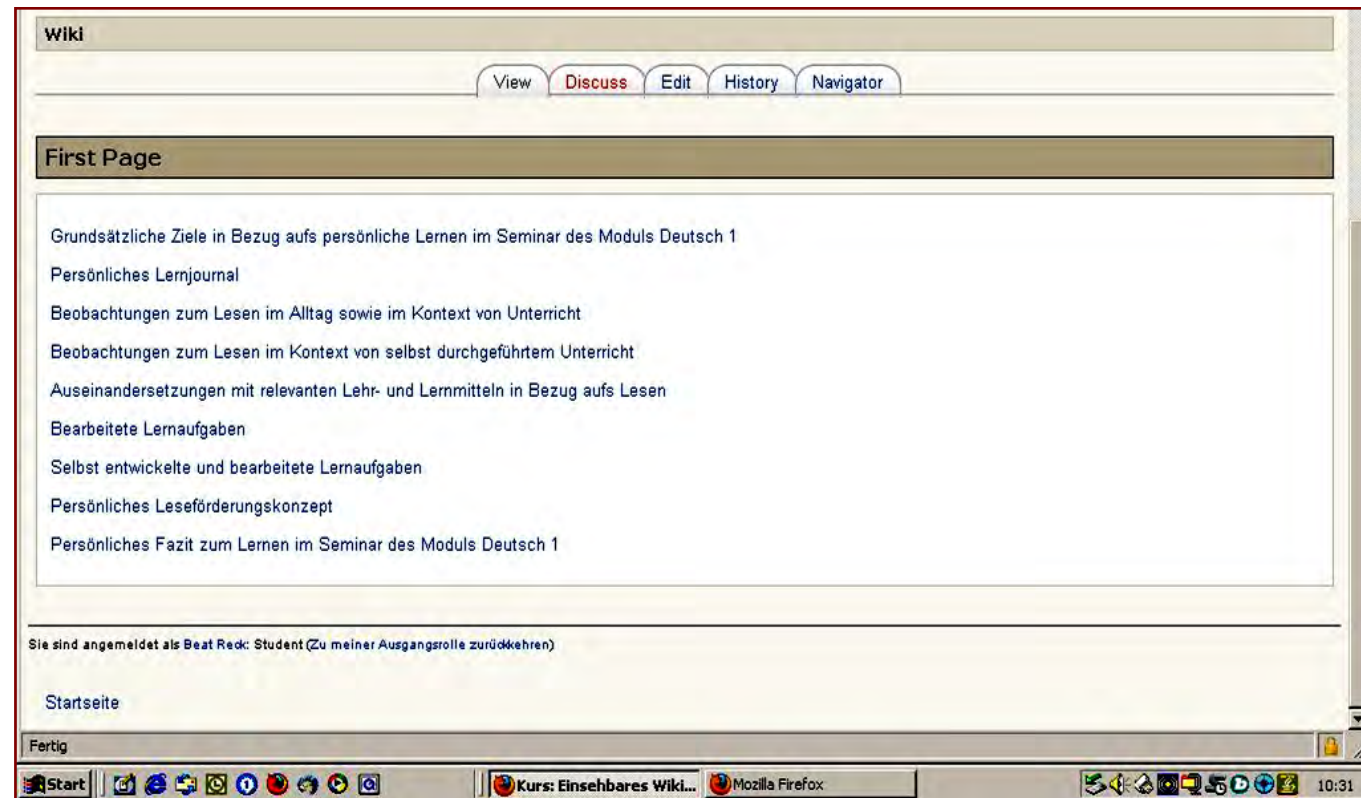 Wiki
View Discuss Edit History Navigator
First Page
Grundsätzliche Ziele in Bezug aufs persönliche Lernen im Seminar des Moduls Deutsch 1
Persönliches Lernjournal
Beobachtungen zum Lesen im Alltag sowie im Kontext von Unterricht
Beobachtungen zum Lesen im Kontext von selbst durchgeführtem Unterricht
Auseinandersetzungen mit relevanten Lehr- und Lernmitteln in Bezug aufs Lesen
Bearbeitete Lernaufgaben
Selbst entwickelte und bearbeitete Lernaufgaben
Persönliches Leseförderungskonzept
Persönliches Fazit zum Lernen im Seminar des Moduls Deutsch 1
Sie sind angemeldet als Beat Reck: Student (Zu meiner Ausgangsrolle zurückkehren)
Startseite
Fertig
Start Kurs: Einsehbares Wiki... Mozilla Firefox 10:31